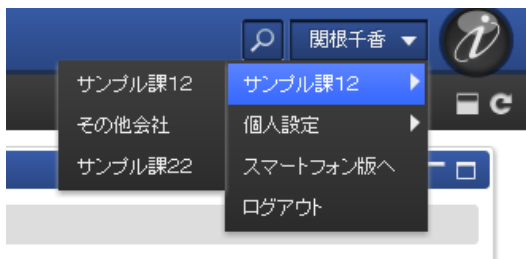 関根千香
サンプル課12
その他会社
サンプル課22
サンプル課12
個人設定
スマートフォン版へ
ログアウト